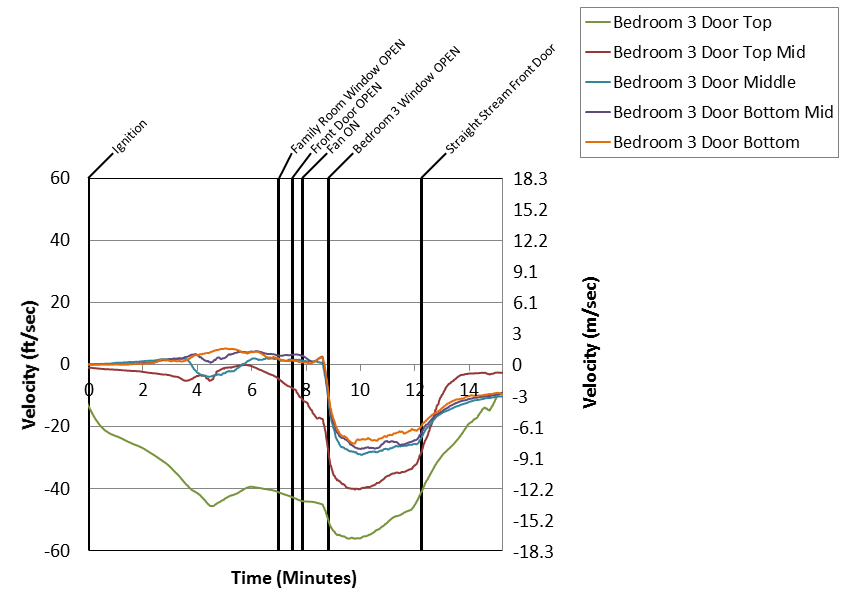 Bedroom 3 Door Top
Bedroom 3 Door Top Mid
Bedroom 3 Door Middle
Bedroom 3 Door Bottom Mid
Bedroom 3 Door Bottom
Ignition
Family Room Window OPEN
Front Door OPEN
Fan ON
Bedroom 3 Window OPEN
Straight Stream Front Door
Velocity (ft/sec)
60
40
20
0
-20
-40
-60
0 2 4 6 8 10 12 14
18.3
15.2
12.2
9.1
6.1
3
0
-3
-6.1
-9.1
-12.2
-15.2
-18.3
Velocity (m/sec)
Time (Minutes)